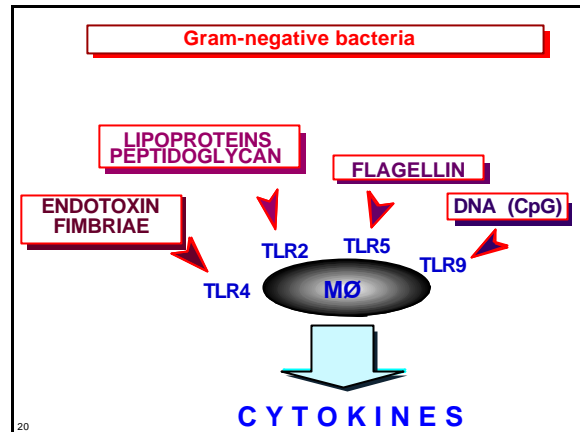 Gram-negative bacteria
LIPOPROTEINS
PEPTIDOGLYCAN
FLAGELLIN
ENDOTOXIN
FIMBRIAE
DNA (CpG)
TLR4
TLR2
TLR5
TLR9
MØ
CYTOKINES
20